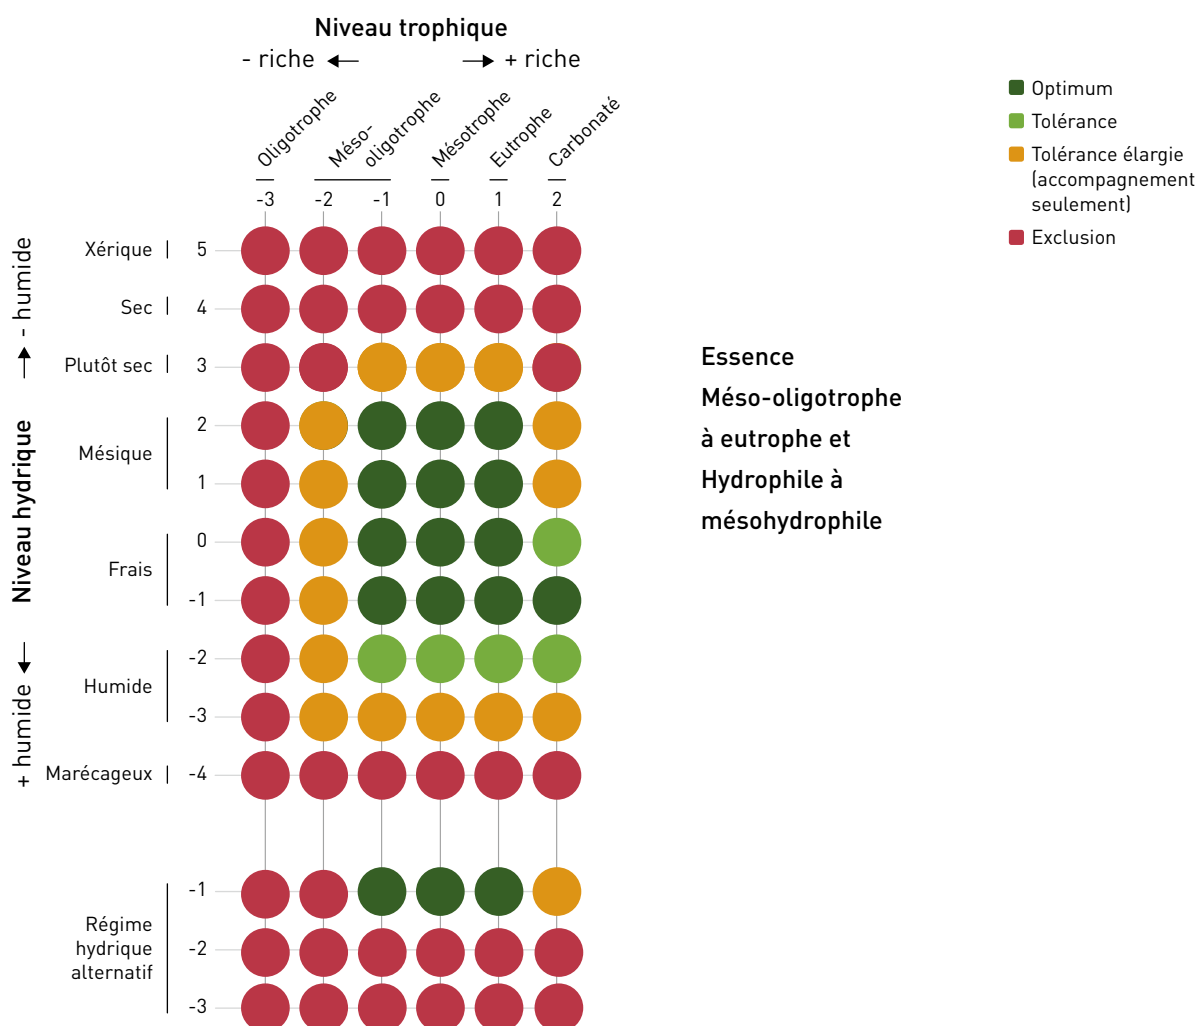 Niveau trophique
- riche
+ riche
Oligotrophe
Méso-
oligotrophe
Mésotrophe
Eutrophe
Carbonaté
-3
-2
-1
0
1
2
Optimum
Tolérance
Tolérance élargie
(accompagnement
seulement)
Exclusion
Niveau hydrique
- humide
+ humide
Xérique
5
Sec
4
Plutôt sec
3
Mésique
2
1
Frais
0
-1
Humide
-2
-3
Marécageux
-4
Essence
Méso-oligotrophe
à eutrophe et
Hydrophile à
mésohydrophile
Régime
hydrique
alternatif
-1
-2
-3